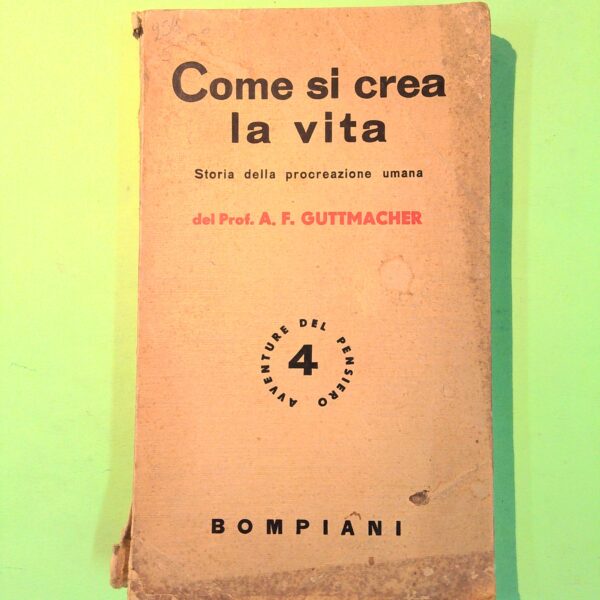 Come si crea
la vita
Storia della procreazione umana
del Prof. A. F. GUTTMACHER
AVVENTURE DEL PENSIERO
4
BOMPIANI